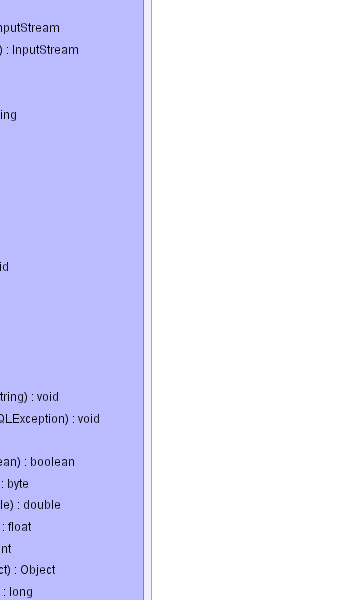 nputStream
) : InputStream
ing
id
tring) : void
QLException) : void
ean) : boolean
: byte
le) : double
: float
nt
ct) : Object
: long